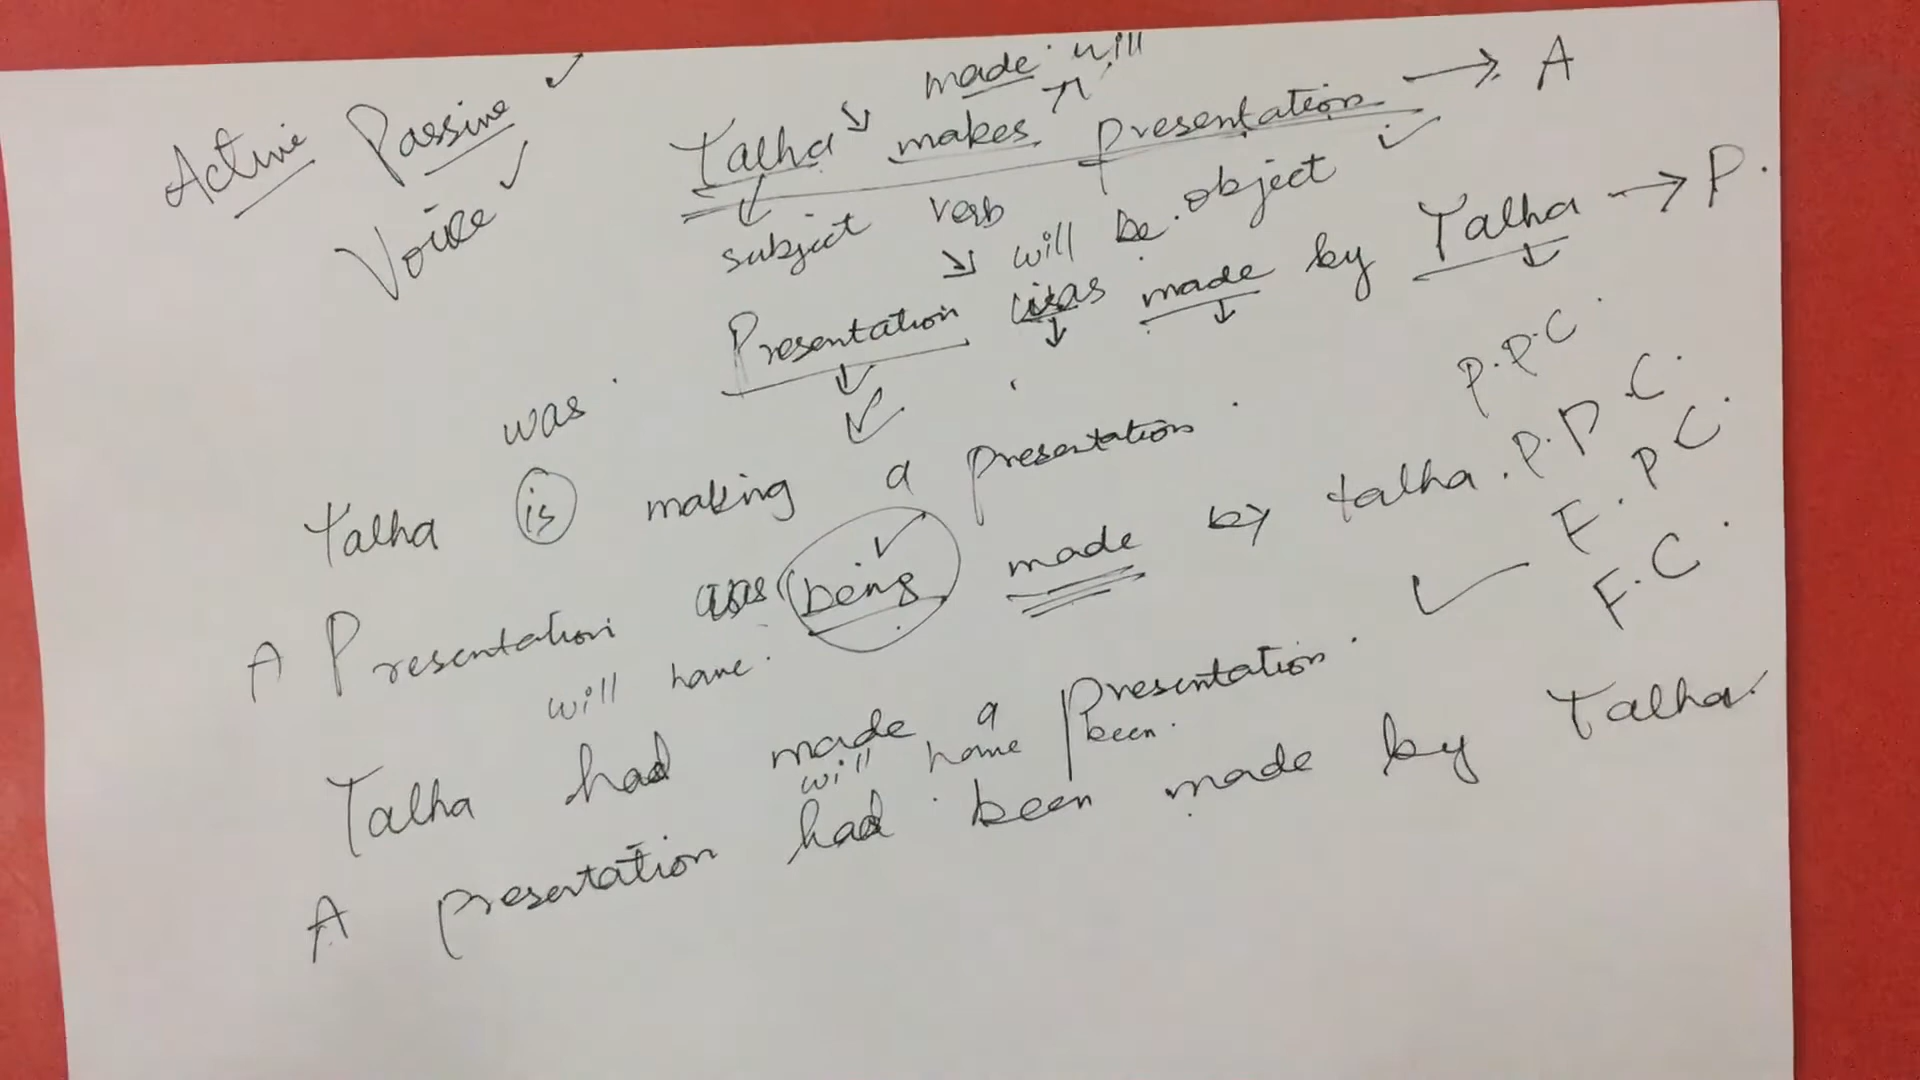 Active Passive
Voice
made will
Talha makes presentation → A
subject verb object
will be
Presentation was made by Talha → P.
P.P.C.
was
Talha is making a presentation.
P.P.C.
A Presentation was being made by talha.
F.P.C.
F.C.
will have.
Talha had made a Presentation.
will have been.
A presentation had been made by Talha.